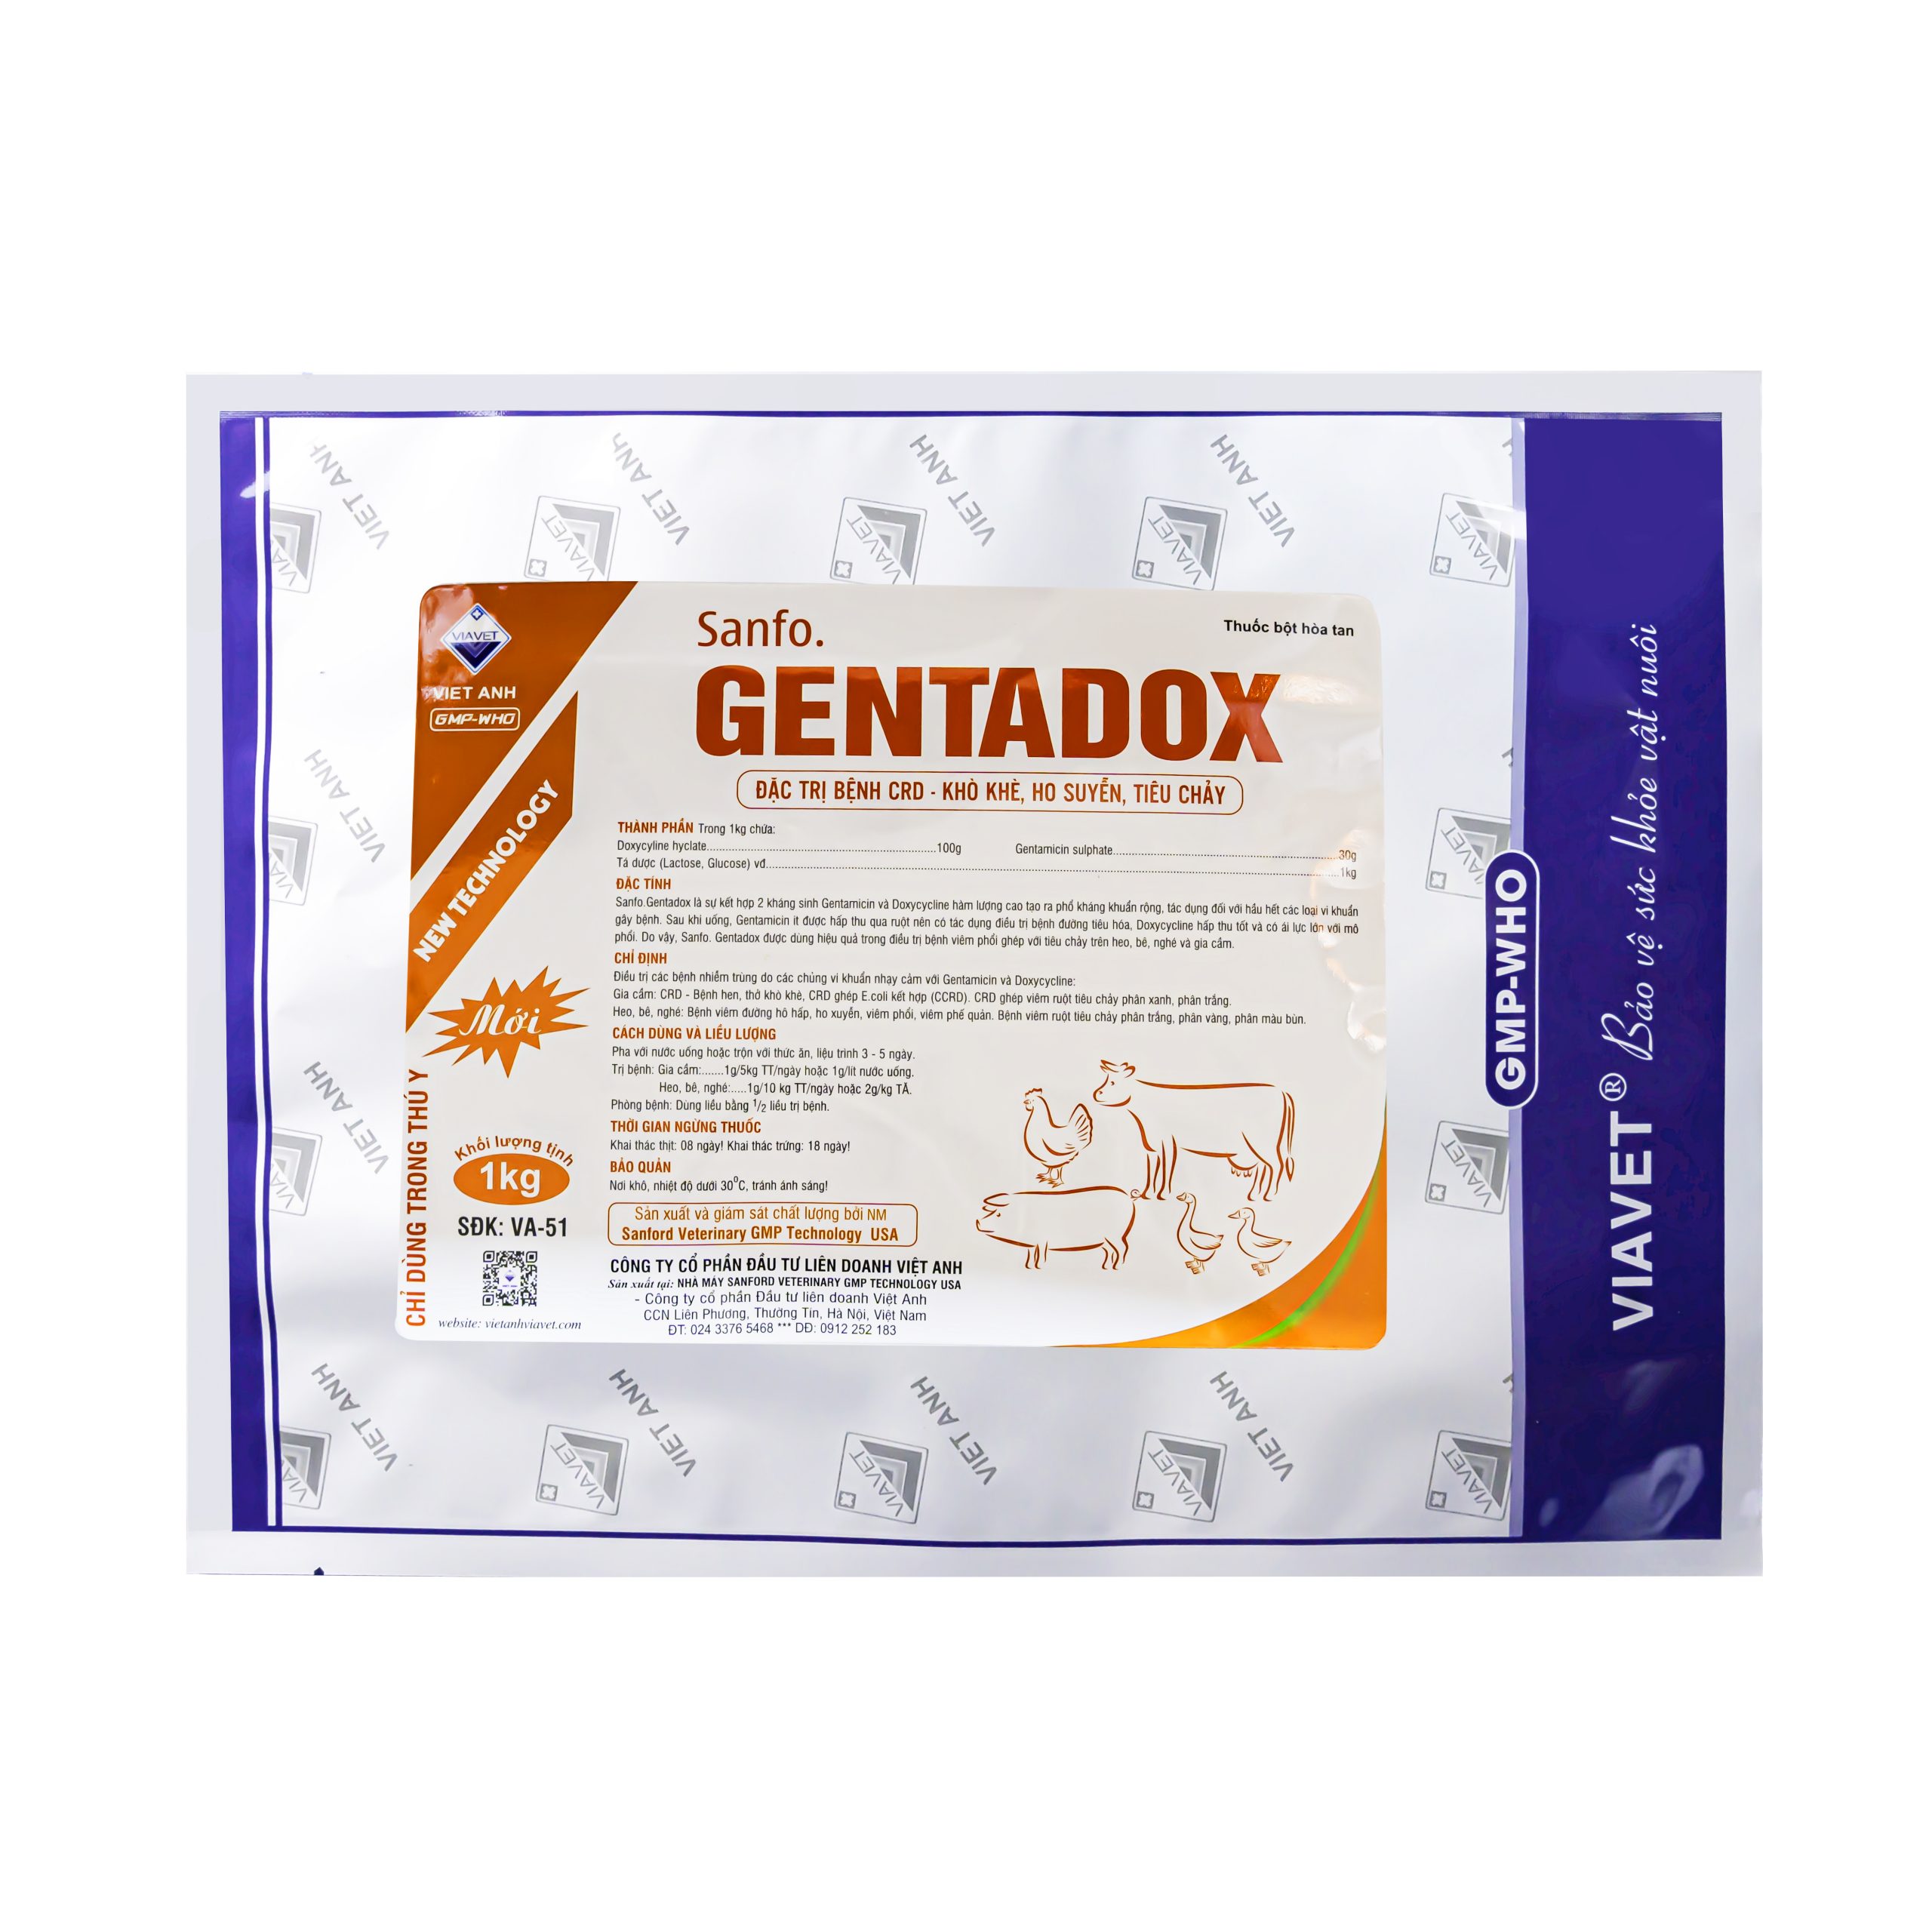 VIAVET
VIET ANH
GMP-WHO
NEW TECHNOLOGY
Mới
CHỈ DÙNG TRONG THÚ Y
Khối lượng tịnh
1kg
SĐK: VA-51
website: vietanhviavet.com
Sanfo.
Thuốc bột hòa tan
GENTADOX
ĐẶC TRỊ BỆNH CRD - KHÒ KHÈ, HO SUYỄN, TIÊU CHẢY
THÀNH PHẦN Trong 1kg chứa:
Doxycyline hyclate...100g Gentamicin sulphate...30g
Tá dược (Lactose, Glucose) vđ...1kg
ĐẶC TÍNH
Sanfo.Gentadox là sự kết hợp 2 kháng sinh Gentamicin và Doxycycline hàm lượng cao tạo ra phổ kháng khuẩn rộng, tác dụng đối với hầu hết các loại vi khuẩn
gây bệnh. Sau khi uống, Gentamicin ít được hấp thu qua ruột nên có tác dụng điều trị bệnh đường tiêu hóa, Doxycycline hấp thu tốt và có ái lực lớn với mô
phổi. Do vậy, Sanfo. Gentadox được dùng hiệu quả trong điều trị bệnh viêm phổi ghép với tiêu chảy trên heo, bê, nghé và gia cầm.
CHỈ ĐỊNH
Điều trị các bệnh nhiễm trùng do các chủng vi khuẩn nhạy cảm với Gentamicin và Doxycycline:
Gia cầm: CRD - Bệnh hen, thở khò khè, CRD ghép E.coli kết hợp (CCRD). CRD ghép viêm ruột tiêu chảy phân xanh, phân trắng.
Heo, bê, nghé: Bệnh viêm đường hô hấp, ho xuyễn, viêm phổi, viêm phế quản. Bệnh viêm ruột tiêu chảy phân trắng, phân vàng, phân màu bùn.
CÁCH DÙNG VÀ LIỀU LƯỢNG
Pha với nước uống hoặc trộn với thức ăn, liệu trình 3 - 5 ngày.
Trị bệnh: Gia cầm:.......1g/5kg TT/ngày hoặc 1g/lít nước uống.
Heo, bê, nghé:.....1g/10 kg TT/ngày hoặc 2g/kg TĂ.
Phòng bệnh: Dùng liều bằng 1/2 liều trị bệnh.
THỜI GIAN NGỪNG THUỐC
Khai thác thịt: 08 ngày! Khai thác trứng: 18 ngày!
BẢO QUẢN
Nơi khô, nhiệt độ dưới 30°C, tránh ánh sáng!
Sản xuất và giám sát chất lượng bởi NM
Sanford Veterinary GMP Technology USA
CÔNG TY CỔ PHẦN ĐẦU TƯ LIÊN DOANH VIỆT ANH
Sản xuất tại: NHÀ MÁY SANFORD VETERINARY GMP TECHNOLOGY USA
- Công ty cổ phần Đầu tư liên doanh Việt Anh
CCN Liên Phương, Thường Tín, Hà Nội, Việt Nam
ĐT: 024 3376 5468 *** DĐ: 0912 252 183
GMP-WHO
VIAVET® Bảo vệ sức khỏe vật nuôi